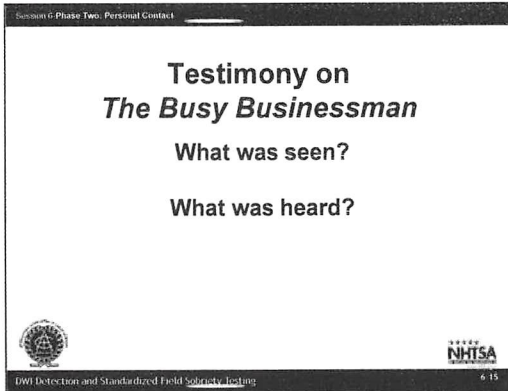 Session 6-Phase Two: Personal Contact
Testimony on
The Busy Businessman
What was seen?
What was heard?
NHTSA
DWI Detection and Standardized Field Sobriety Testing
6-15